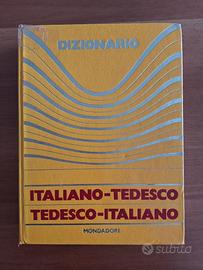 DIZIONARIO
ITALIANO-TEDESCO
TEDESCO-ITALIANO
MONDADORI
subito